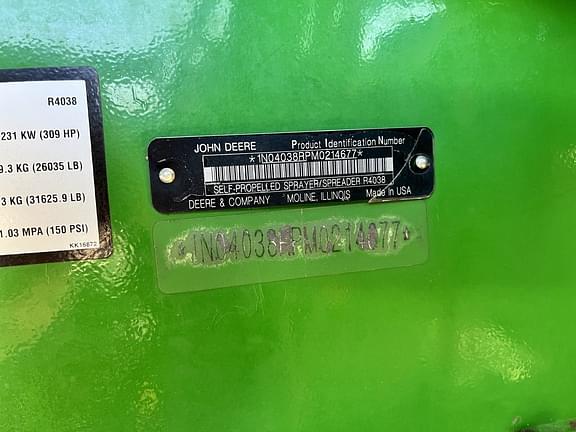 R4038
231 KW (309 HP)
9.3 KG (26035 LB)
3 KG (31625.9 LB)
1.03 MPA (150 PSI)
KK16672
JOHN DEERE Product Identification Number
*1N04038RPM0214677*
SELF-PROPELLED SPRAYER/SPREADER R4038
DEERE & COMPANY MOLINE, ILLINOIS Made in USA
*1N04038RPM0214677*